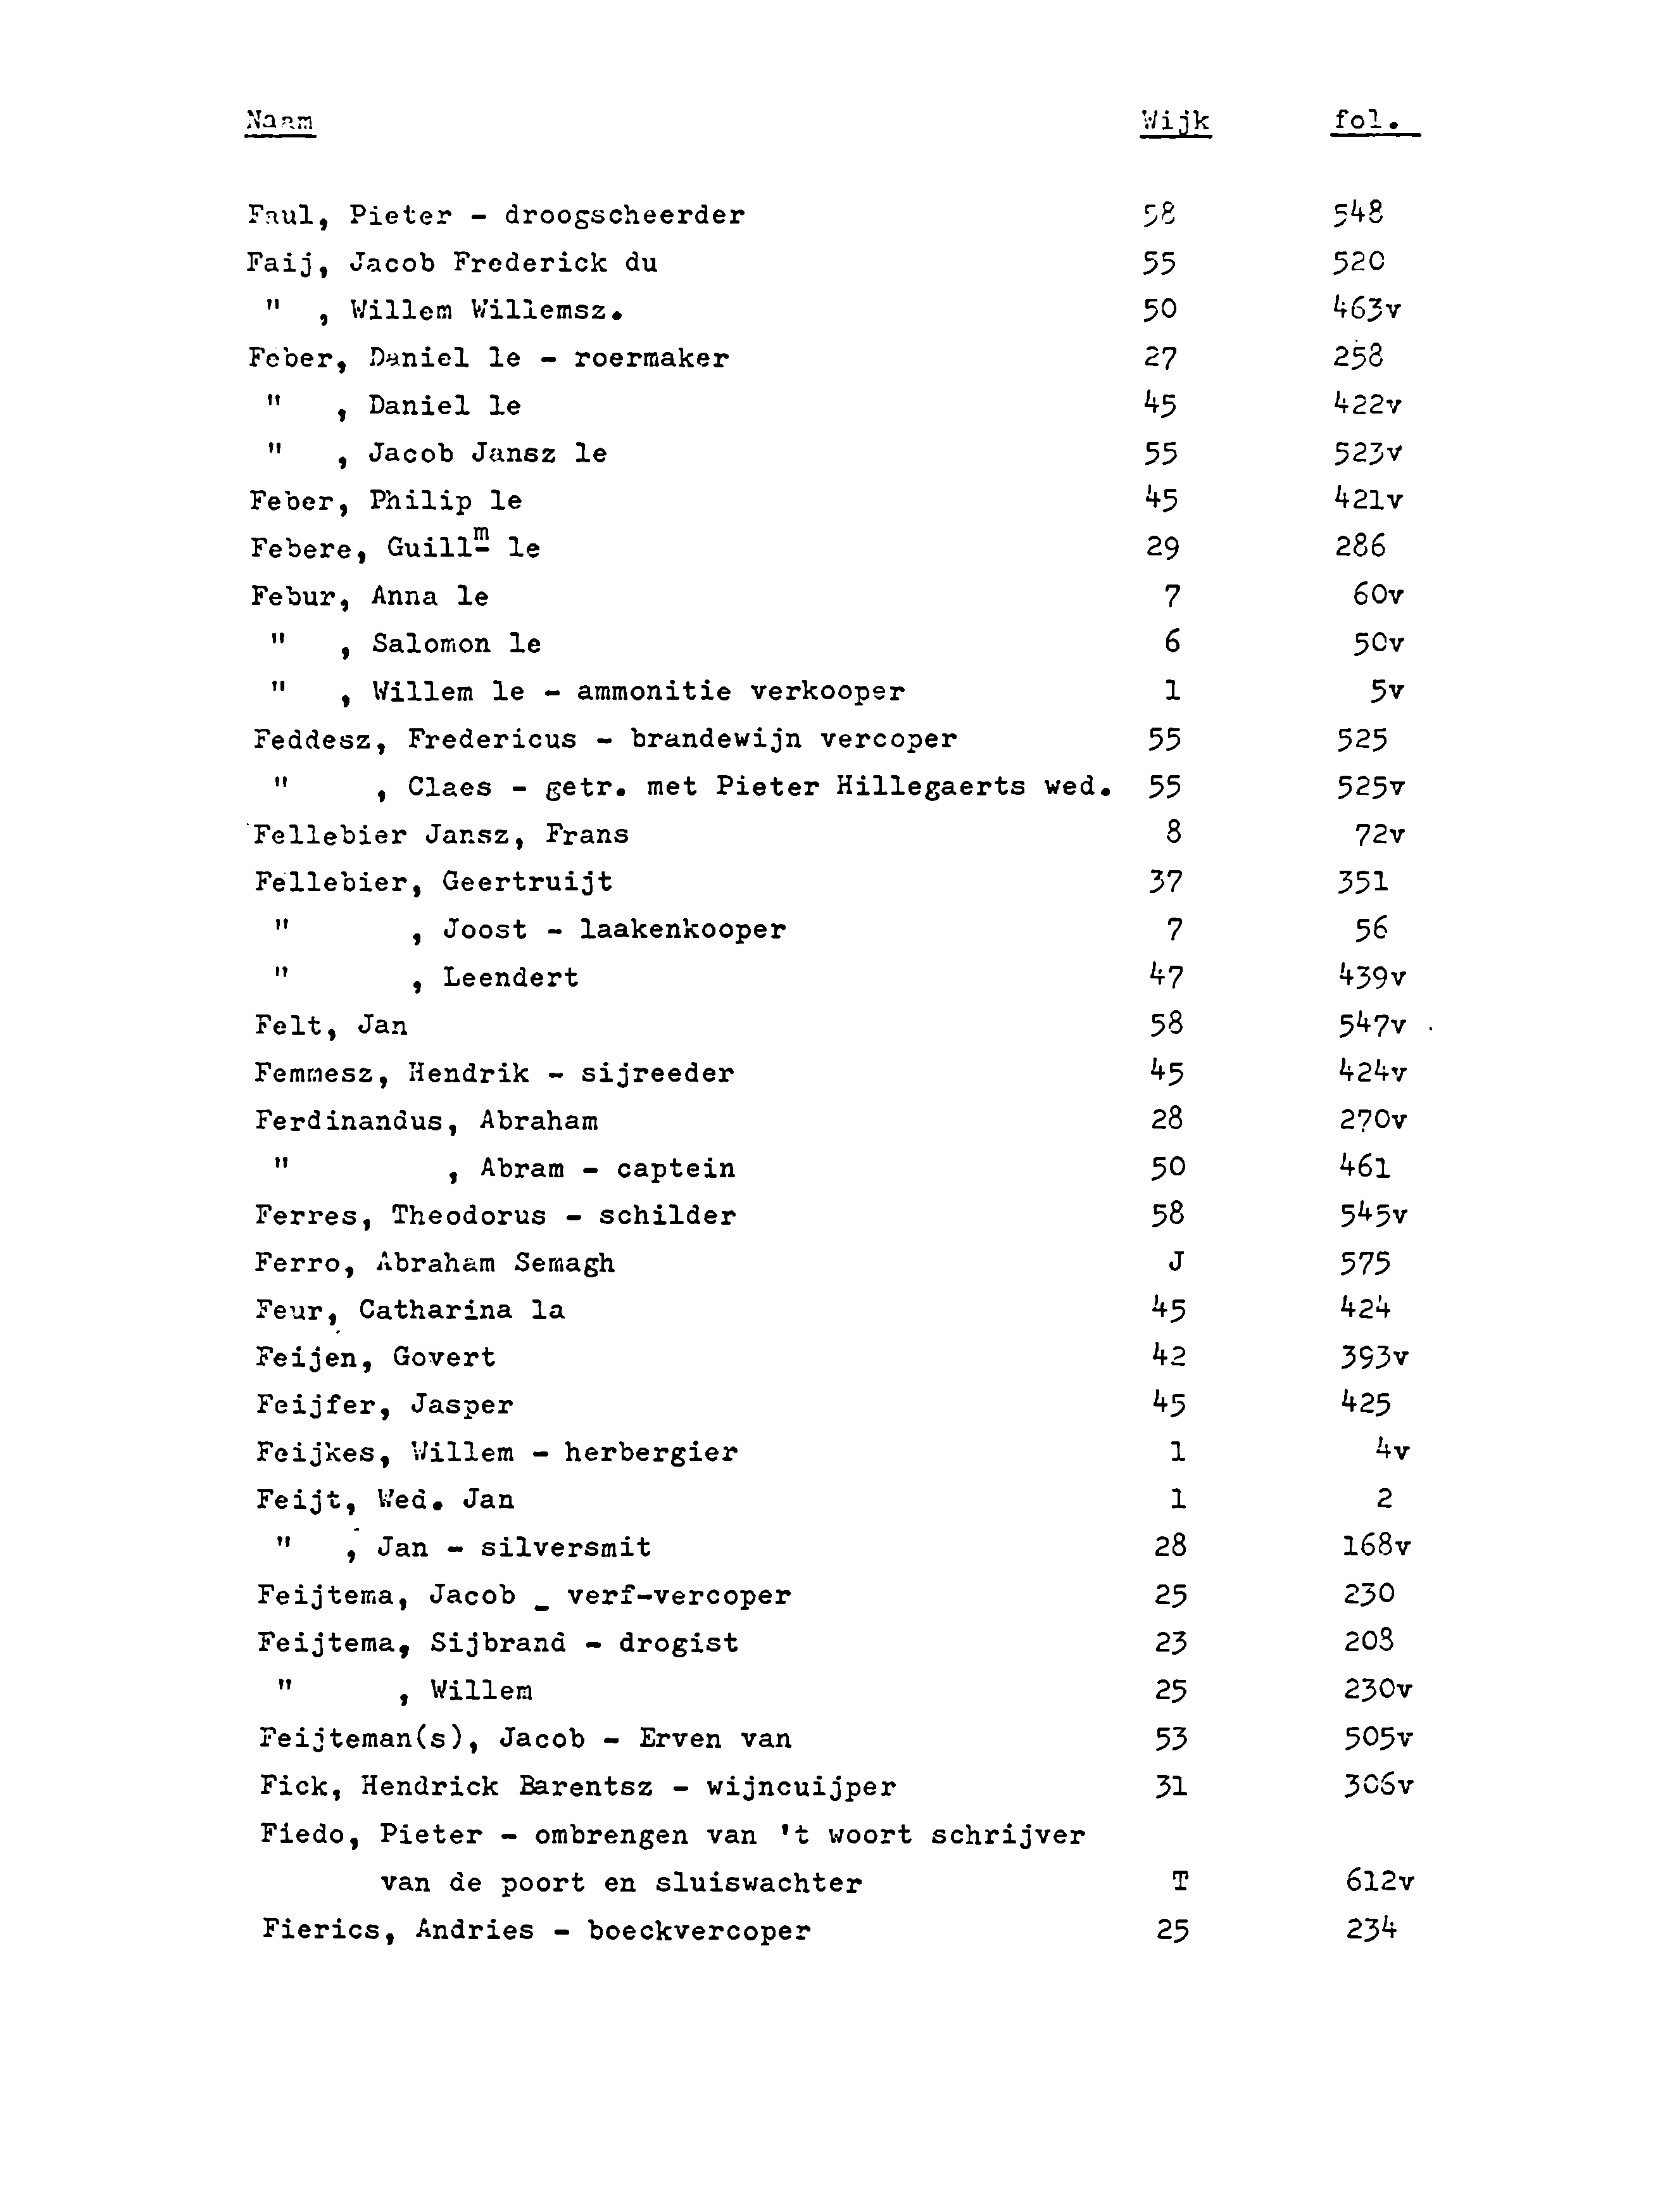 Naam Wijk fol.
Faul, Pieter - droogscheerder 58 548
Faij, Jacob Frederick du 55 520
" , Willem Willemsz. 50 463v
Feber, Daniel le - roermaker 27 258
" , Daniel le 45 422v
" , Jacob Jansz le 55 523v
Feber, Philip le 45 421v
Febere, Guillᵐ le 29 286
Febur, Anna le 7 60v
" , Salomon le 6 50v
" , Willem le - ammonitie verkooper 1 5v
Feddesz, Fredericus - brandewijn vercoper 55 525
" , Claes - getr. met Pieter Hillegaerts wed. 55 525v
Fellebier Jansz, Frans 8 72v
Fellebier, Geertruijt 37 351
" , Joost - laakenkooper 7 56
" , Leendert 47 439v
Felt, Jan 58 547v
Femmesz, Hendrik - sijreeder 45 424v
Ferdinandus, Abraham 28 270v
" , Abram - captein 50 461
Ferres, Theodorus - schilder 58 545v
Ferro, Abraham Semagh J 575
Feur, Catharina la 45 424
Feijen, Govert 42 393v
Feijfer, Jasper 45 425
Feijkes, Willem - herbergier 1 4v
Feijt, Wed. Jan 1 2
" , Jan - silversmit 28 168v
Feijtema, Jacob _ verf-vercoper 25 230
Feijtema, Sijbrand - drogist 23 208
" , Willem 25 230v
Feijteman(s), Jacob - Erven van 53 505v
Fick, Hendrick Barentsz - wijncuijper 31 306v
Fiedo, Pieter - ombrengen van 't woort schrijver
van de poort en sluiswachter T 612v
Fierics, Andries - boeckvercoper 25 234